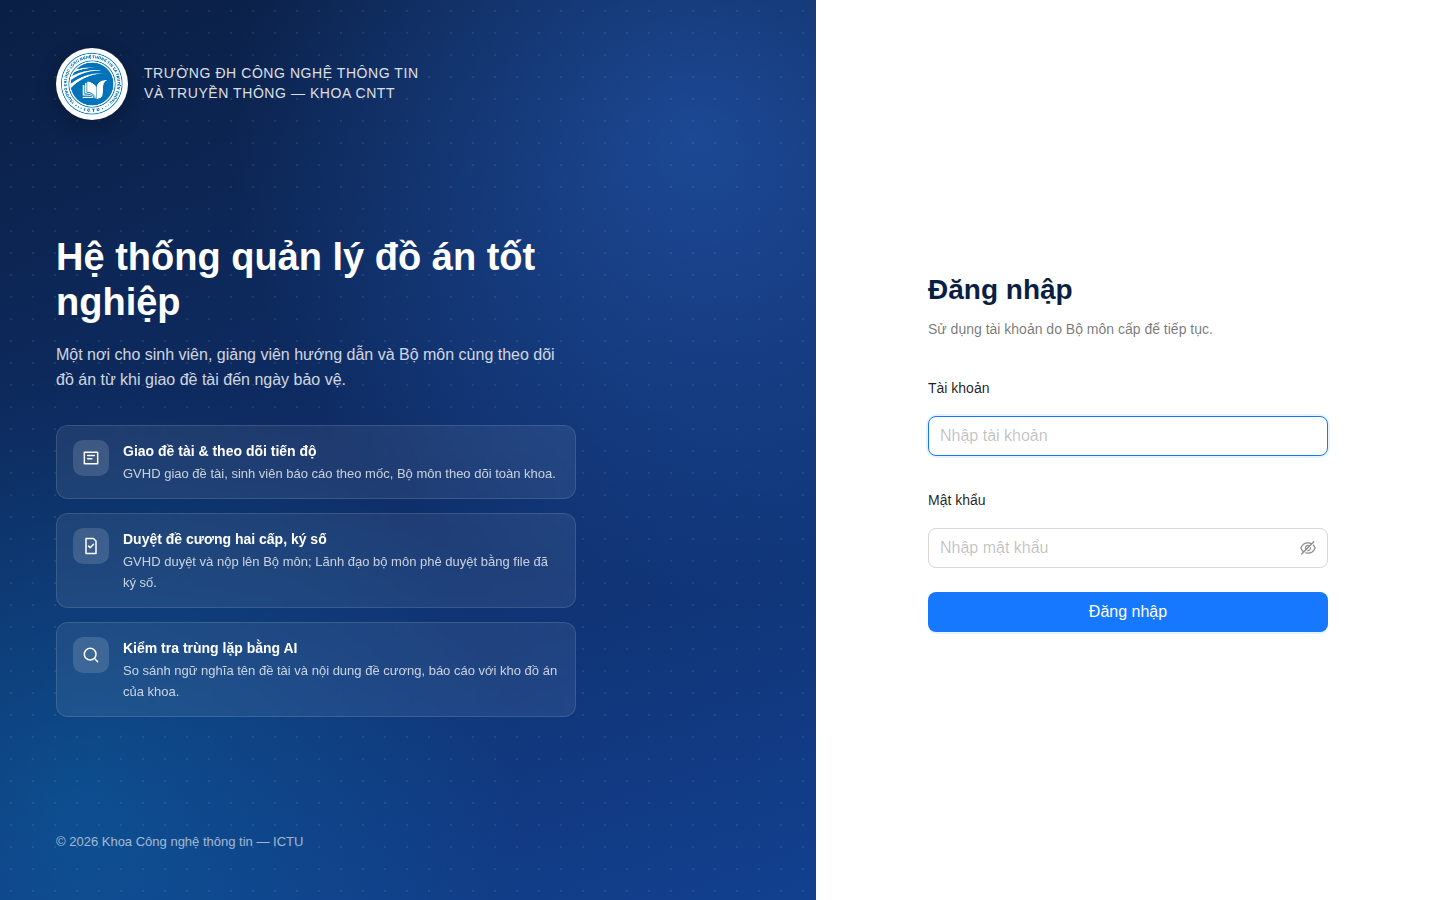 TRƯỜNG ĐH CÔNG NGHỆ THÔNG TIN
VÀ TRUYỀN THÔNG — KHOA CNTT
Hệ thống quản lý đồ án tốt
nghiệp
Một nơi cho sinh viên, giảng viên hướng dẫn và Bộ môn cùng theo dõi
đồ án từ khi giao đề tài đến ngày bảo vệ.
Giao đề tài & theo dõi tiến độ
GVHD giao đề tài, sinh viên báo cáo theo mốc, Bộ môn theo dõi toàn khoa.
Duyệt đề cương hai cấp, ký số
GVHD duyệt và nộp lên Bộ môn; Lãnh đạo bộ môn phê duyệt bằng file đã
ký số.
Kiểm tra trùng lặp bằng AI
So sánh ngữ nghĩa tên đề tài và nội dung đề cương, báo cáo với kho đồ án
của khoa.
© 2026 Khoa Công nghệ thông tin — ICTU
Đăng nhập
Sử dụng tài khoản do Bộ môn cấp để tiếp tục.
Tài khoản
Nhập tài khoản
Mật khẩu
Nhập mật khẩu
Đăng nhập